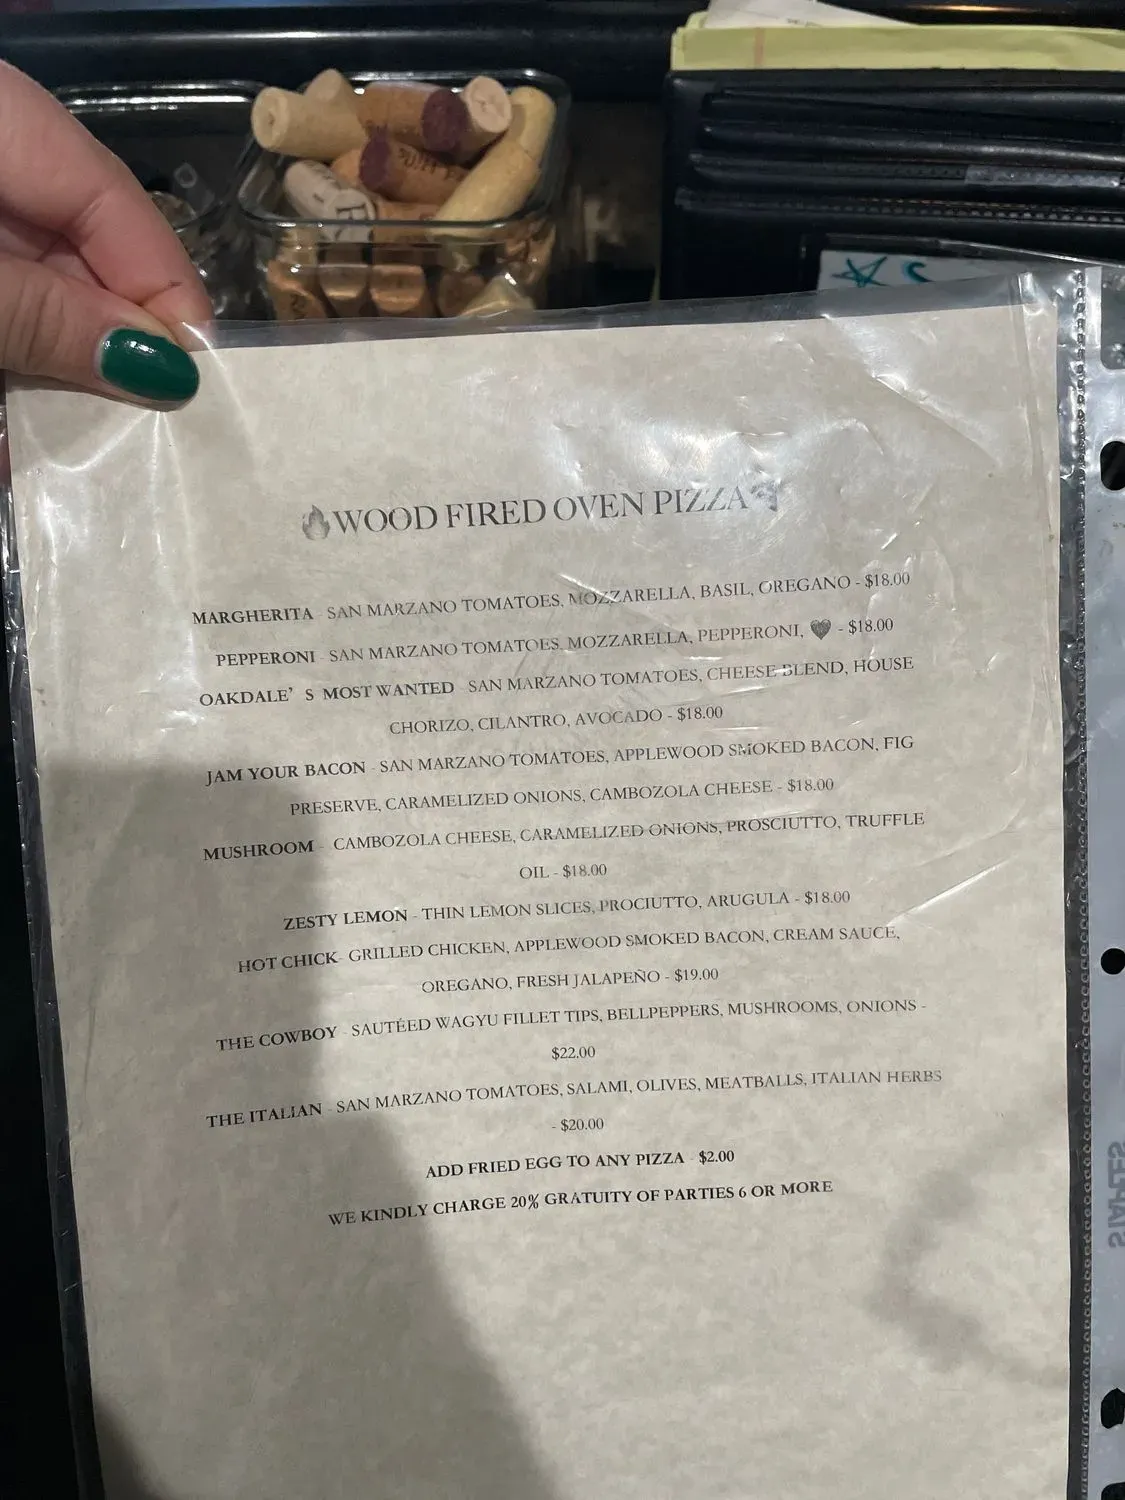 🔥WOOD FIRED OVEN PIZZA🍕
MARGHERITA - SAN MARZANO TOMATOES, MOZZARELLA, BASIL, OREGANO - $18.00
PEPPERONI - SAN MARZANO TOMATOES, MOZZARELLA, PEPPERONI, 🖤 - $18.00
OAKDALE' S MOST WANTED - SAN MARZANO TOMATOES, CHEESE BLEND, HOUSE
CHORIZO, CILANTRO, AVOCADO - $18.00
JAM YOUR BACON - SAN MARZANO TOMATOES, APPLEWOOD SMOKED BACON, FIG
PRESERVE, CARAMELIZED ONIONS, CAMBOZOLA CHEESE - $18.00
MUSHROOM - CAMBOZOLA CHEESE, CARAMELIZED ONIONS, PROSCIUTTO, TRUFFLE
OIL - $18.00
ZESTY LEMON - THIN LEMON SLICES, PROCIUTTO, ARUGULA - $18.00
HOT CHICK- GRILLED CHICKEN, APPLEWOOD SMOKED BACON, CREAM SAUCE,
OREGANO, FRESH JALAPEÑO - $19.00
THE COWBOY - SAUTÉED WAGYU FILLET TIPS, BELLPEPPERS, MUSHROOMS, ONIONS -
$22.00
THE ITALIAN - SAN MARZANO TOMATOES, SALAMI, OLIVES, MEATBALLS, ITALIAN HERBS
- $20.00
ADD FRIED EGG TO ANY PIZZA - $2.00
WE KINDLY CHARGE 20% GRATUITY OF PARTIES 6 OR MORE
STAPLES